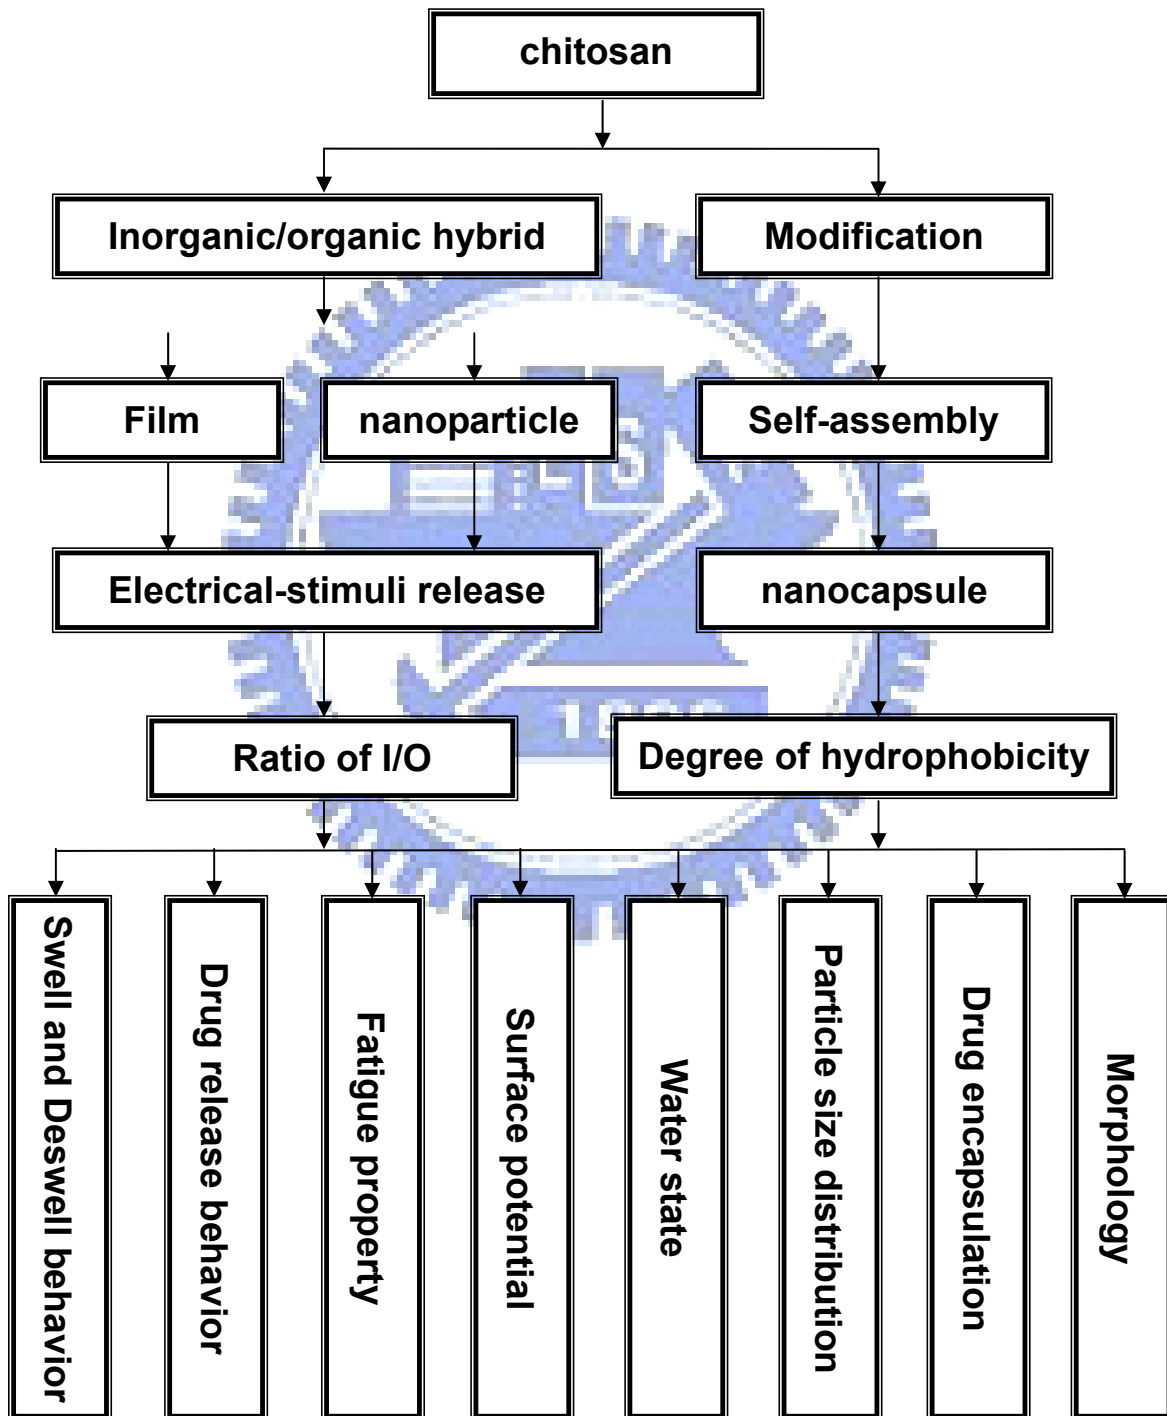 chitosan
Inorganic/organic hybrid
Modification
Film
nanoparticle
Self-assembly
Electrical-stimuli release
nanocapsule
Ratio of I/O
Degree of hydrophobicity
Swell and Deswell behavior
Drug release behavior
Fatigue property
Surface potential
Water state
Particle size distribution
Drug encapsulation
Morphology